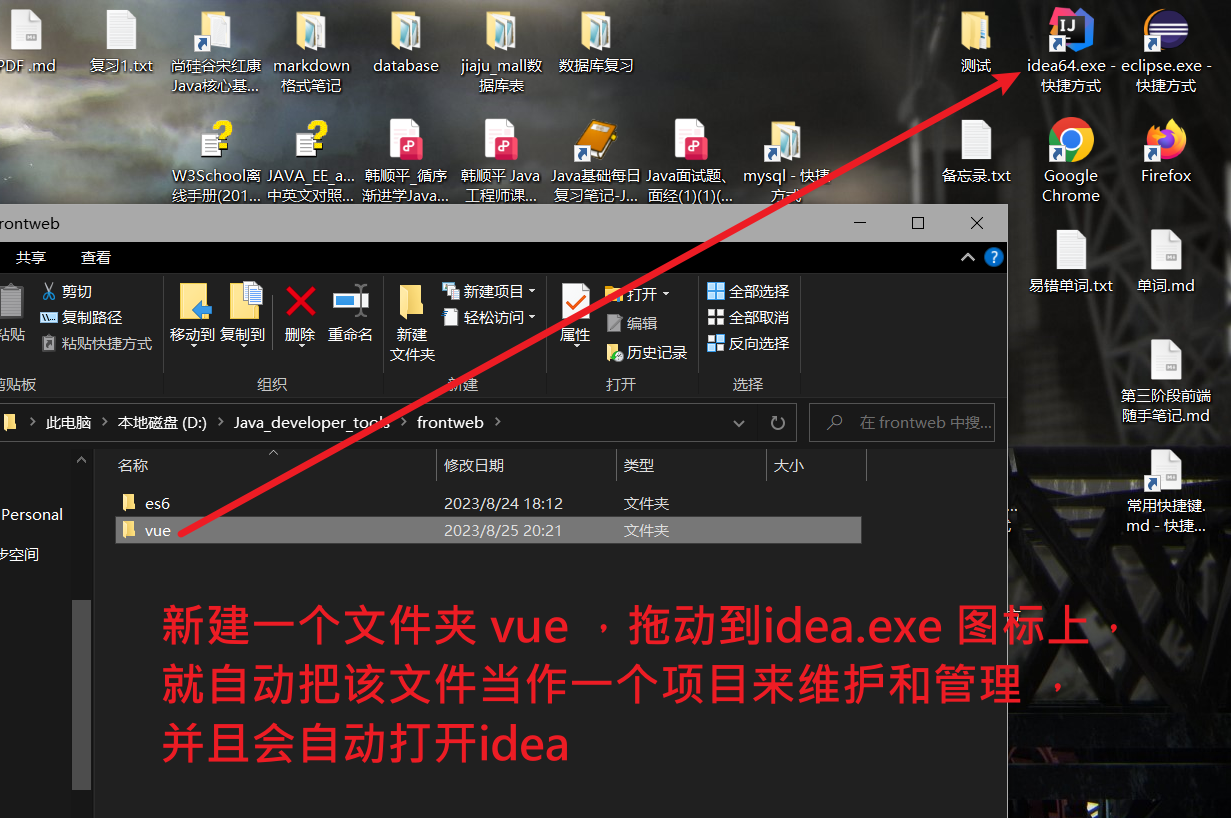 PDF .md
复习1.txt
尚硅谷宋红康
Java核心基...
markdown
格式笔记
database
jiaju_mall数
据库表
数据库复习
测试
idea64.exe -
快捷方式
eclipse.exe -
快捷方式
W3School离
线手册(201...
JAVA_EE_a...
中英文对照...
韩顺平_循序
渐进学Java...
韩顺平 Java
工程师课...
Java基础每日
复习笔记-J...
Java面试题、
面经(1)(1)(...
mysql - 快捷
方式
备忘录.txt
Google
Chrome
Firefox
易错单词.txt
单词.md
第三阶段前端
随手笔记.md
常用快捷键.
md - 快捷...
rontweb
共享
查看
粘贴
剪切
复制路径
粘贴快捷方式
剪贴板
移动到
复制到
删除
重命名
组织
新建
文件夹
新建项目
轻松访问
新建
属性
打开
编辑
历史记录
打开
全部选择
全部取消
反向选择
选择
此电脑
本地磁盘 (D:)
Java_developer_tools
frontweb
在 frontweb 中搜...
名称
修改日期
类型
大小
es6
2023/8/24 18:12
文件夹
vue
2023/8/25 20:21
文件夹
Personal
步空间
新建一个文件夹 vue ，拖动到idea.exe 图标上，
就自动把该文件当作一个项目来维护和管理 ，
并且会自动打开idea